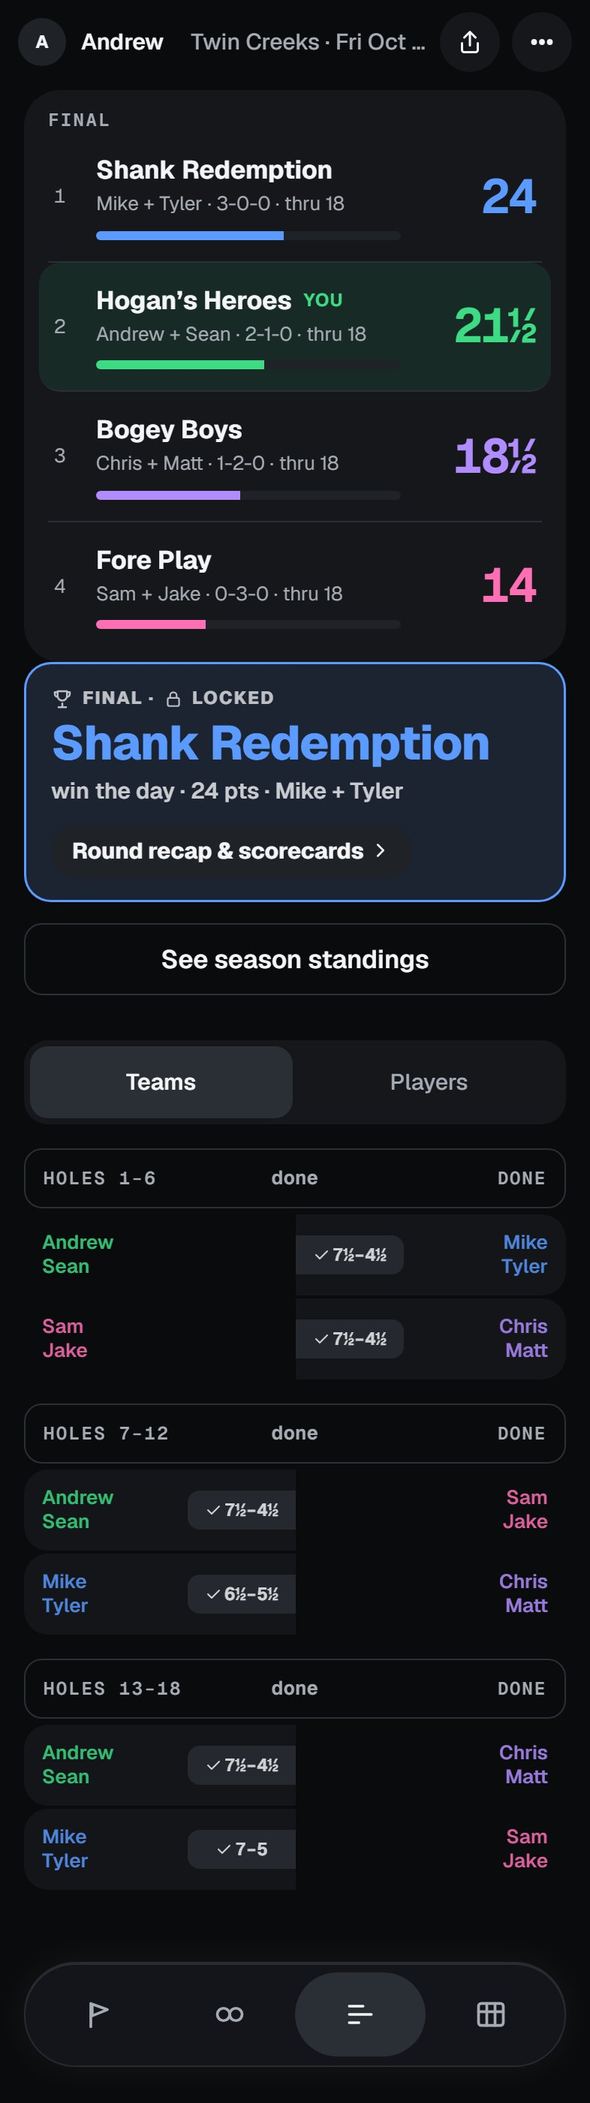 A Andrew Twin Creeks · Fri Oct ...
FINAL
1
Shank Redemption
Mike + Tyler · 3-0-0 · thru 18
24
2
Hogan’s Heroes YOU
Andrew + Sean · 2-1-0 · thru 18
21½
3
Bogey Boys
Chris + Matt · 1-2-0 · thru 18
18½
4
Fore Play
Sam + Jake · 0-3-0 · thru 18
14
FINAL · LOCKED
Shank Redemption
win the day · 24 pts · Mike + Tyler
Round recap & scorecards
See season standings
Teams Players
HOLES 1-6 done DONE
Andrew
Sean
7½–4½
Mike
Tyler
Sam
Jake
7½–4½
Chris
Matt
HOLES 7-12 done DONE
Andrew
Sean
7½–4½
Sam
Jake
Mike
Tyler
6½–5½
Chris
Matt
HOLES 13-18 done DONE
Andrew
Sean
7½–4½
Chris
Matt
Mike
Tyler
7–5
Sam
Jake